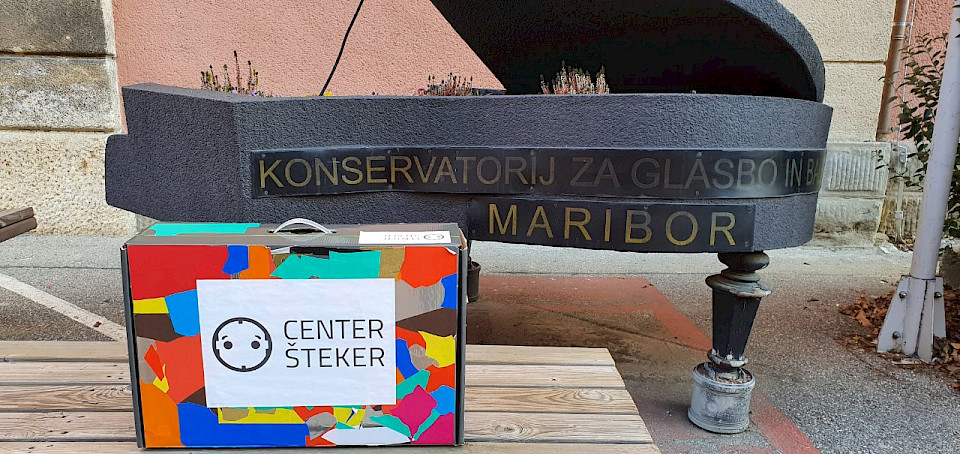 KONSERVATORIJ ZA GLASBO IN
MARIBOR
CENTER
ŠTEKER